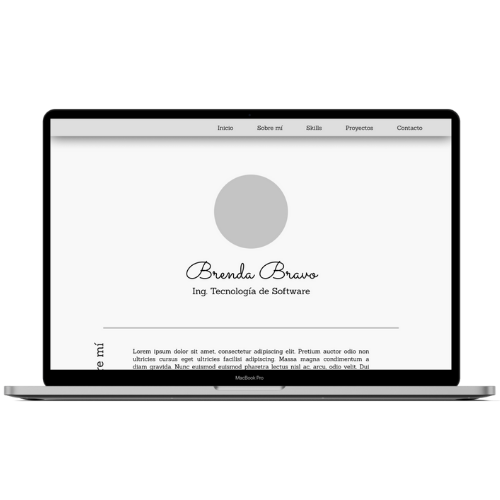 Inicio Sobre mí Skills Proyectos Contacto
Brenda Bravo
Ing. Tecnología de Software
re mí
Lorem ipsum dolor sit amet, consectetur adipiscing elit. Pretium auctor odio non
ultricies cursus eget ultricies facilisi adipiscing. Massa magna condimentum a
diam gravida. Nunc euismod euismod pharetra lectus nisl ac, arcu, odio velit. Dui
MacBook Pro